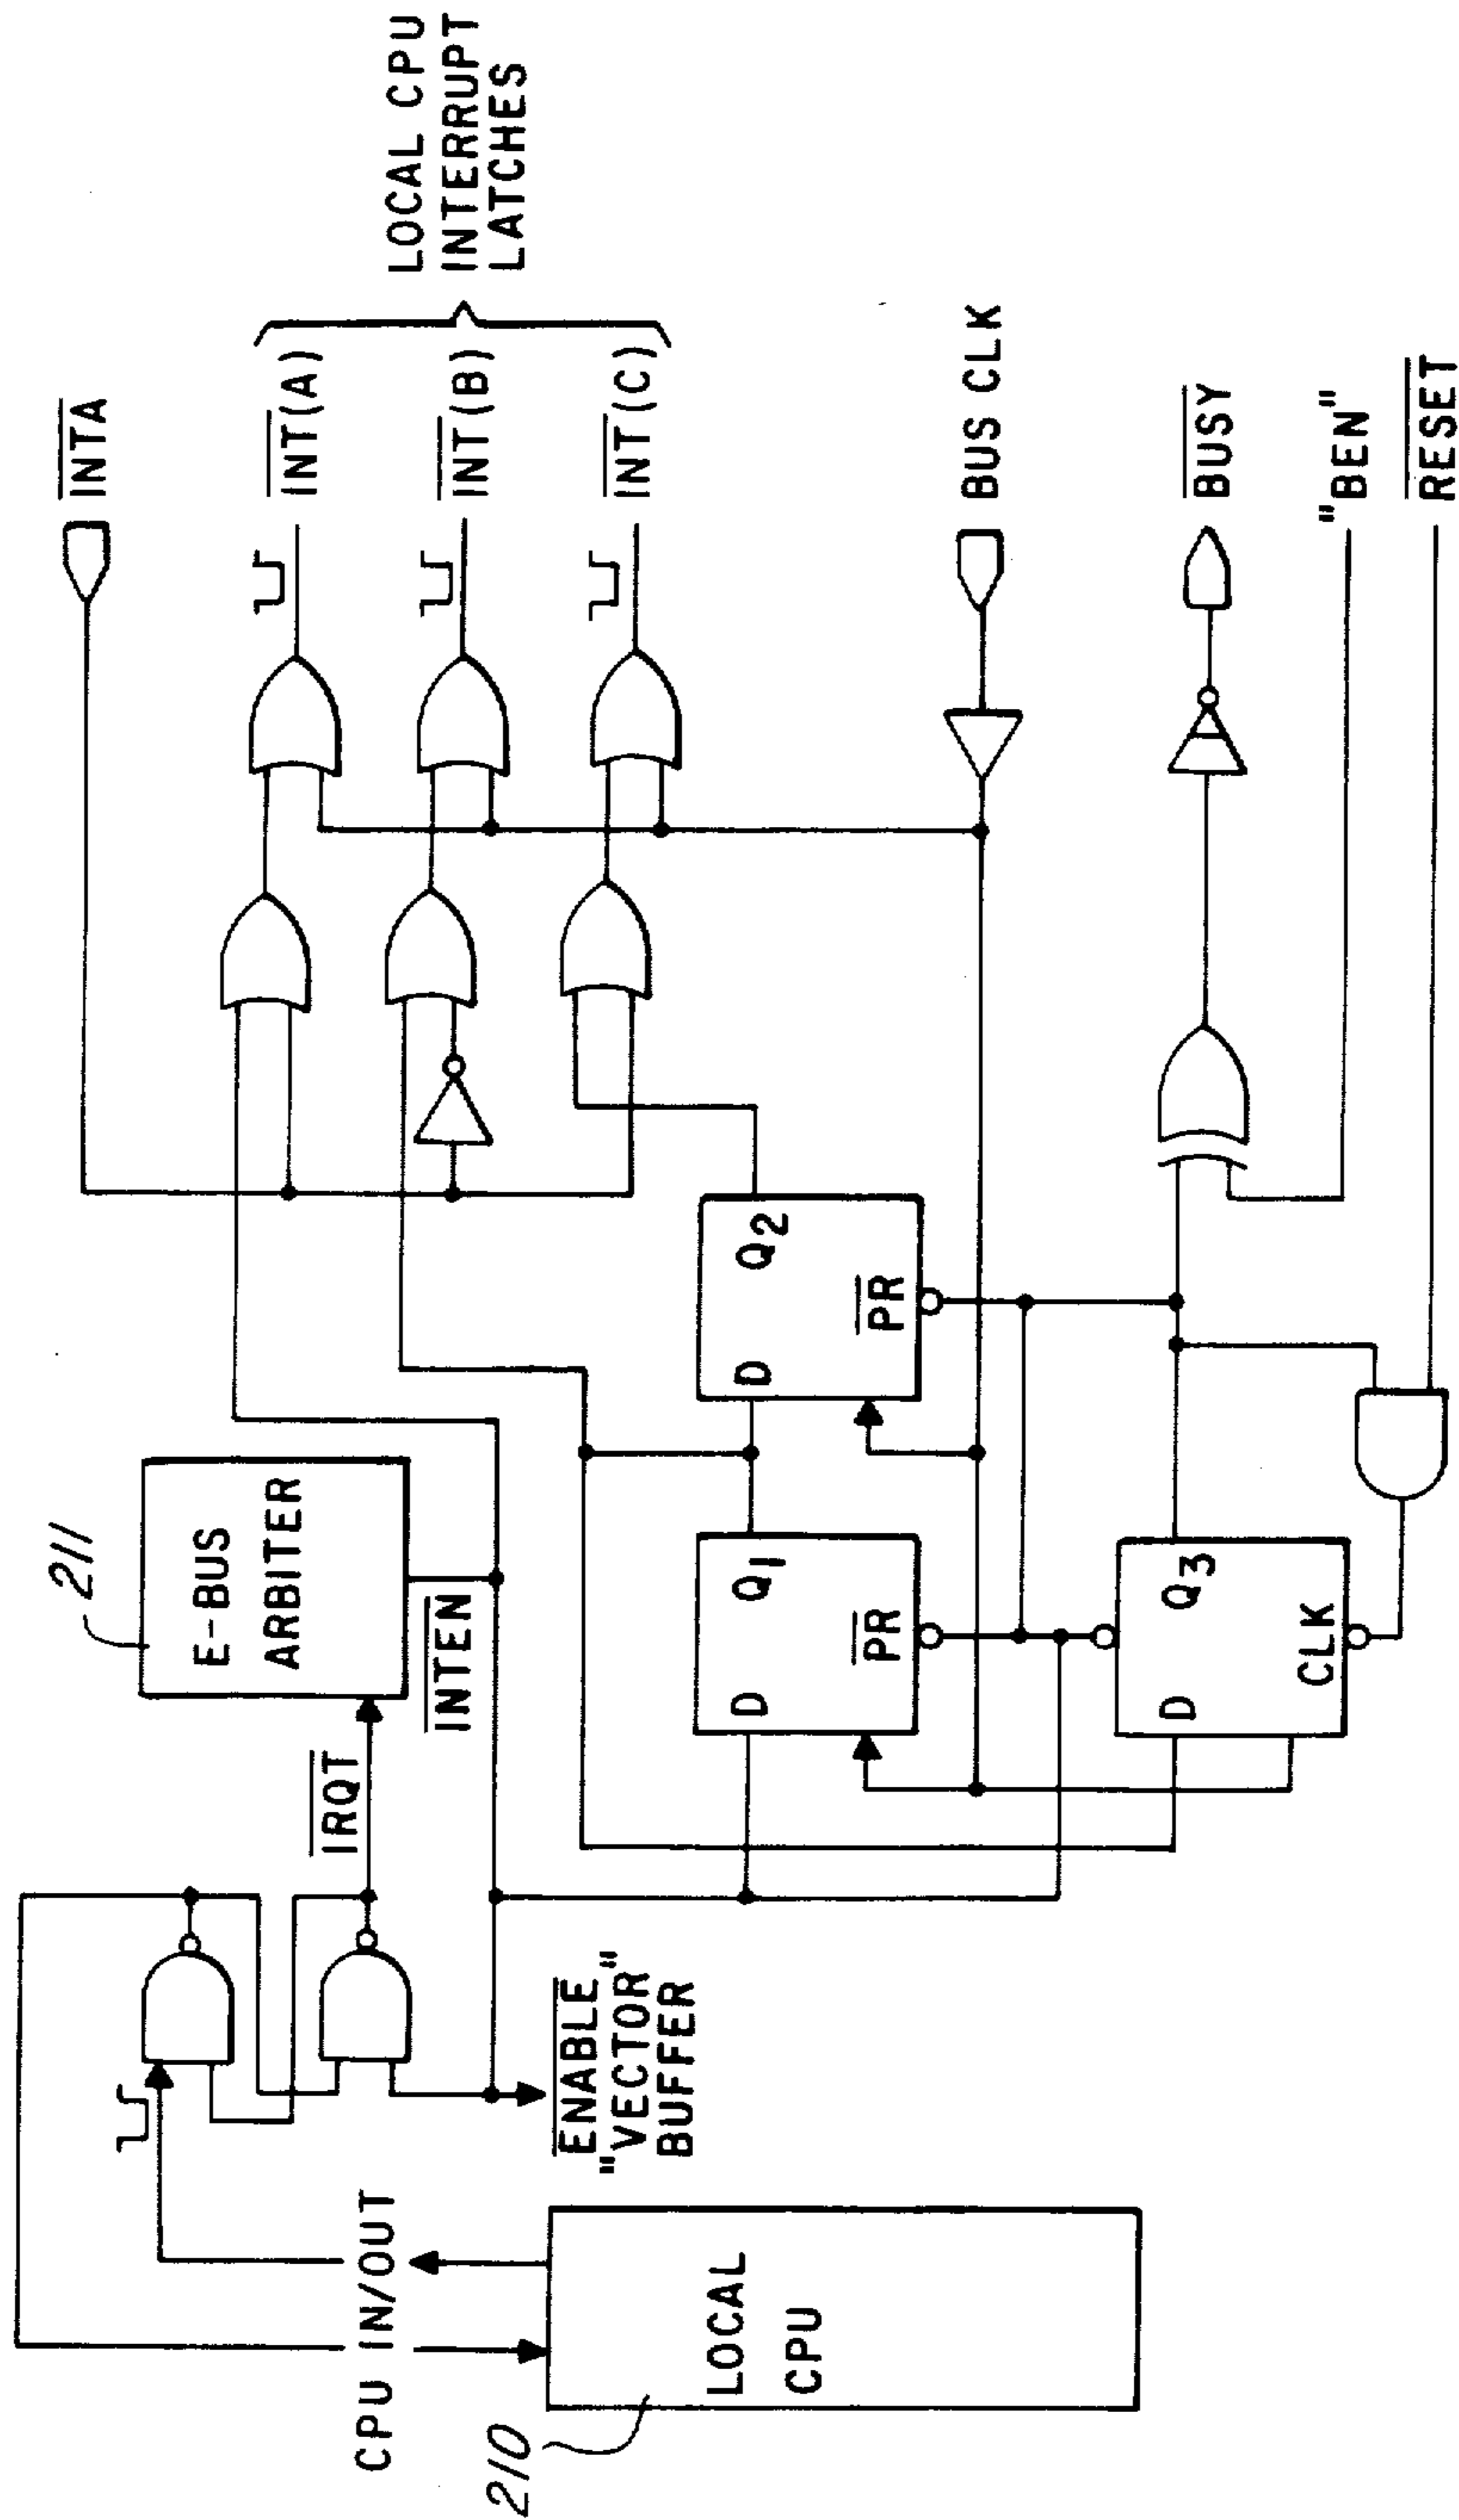 211
E-BUS
ARBITER
IRQT
INTEN
INTA
INT(A)
INT(B)
INT(C)
LOCAL CPU
INTERRUPT
LATCHES
CPU IN/OUT
210
LOCAL
CPU
ENABLE
"VECTOR"
BUFFER
D
Q1
PR
D
Q2
PR
D
Q3
CLK
BUS CLK
BUSY
"BEN"
RESET